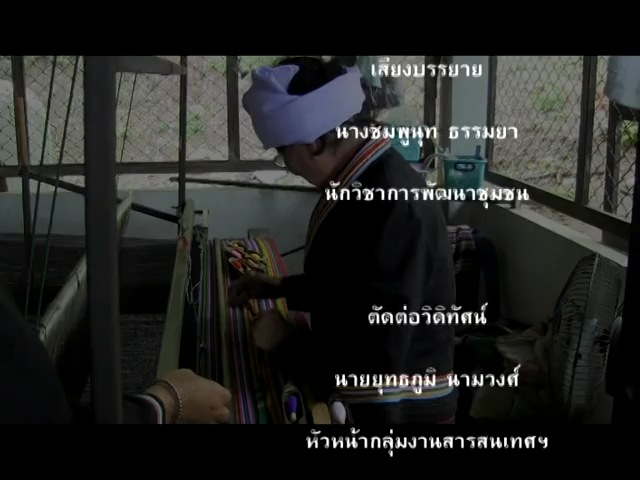 เสียงบรรยาย
นางชมพูนุท ธรรมยา
นักวิชาการพัฒนาชุมชน
ตัดต่อวิดิทัศน์
นายยุทธภูมิ นามวงศ์
หัวหน้ากลุ่มงานสารสนเทศฯ